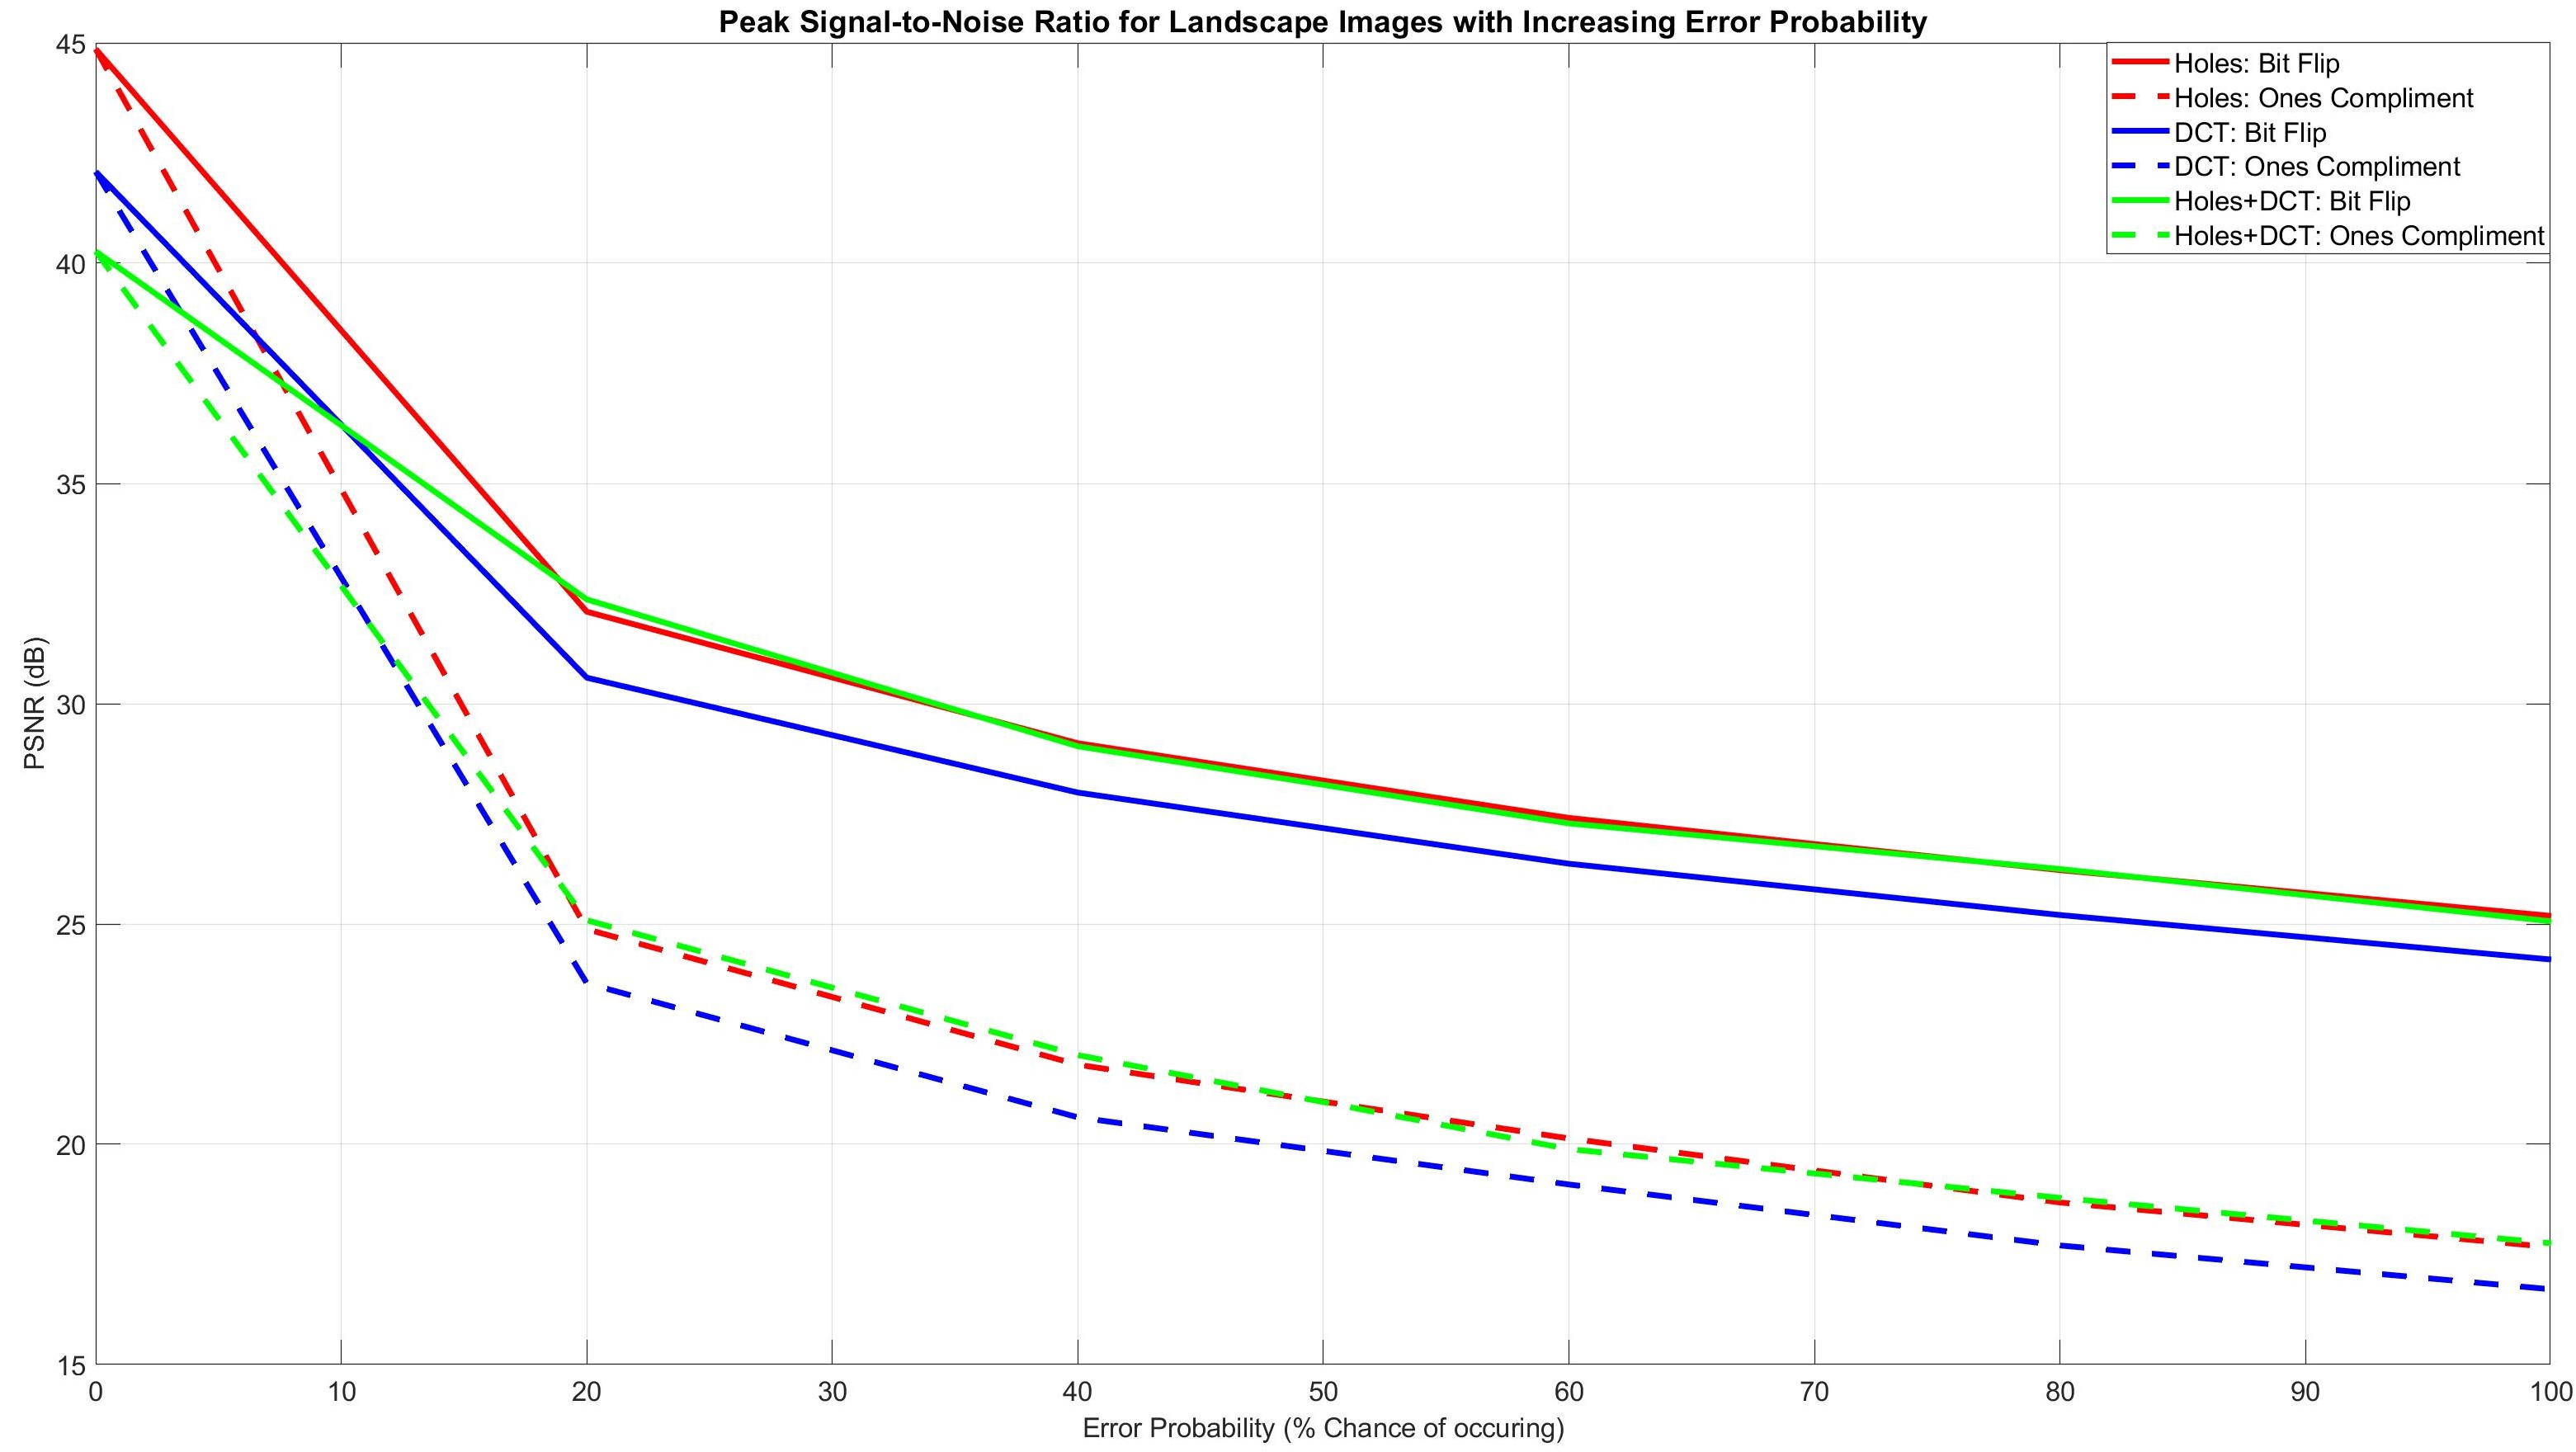 Peak Signal-to-Noise Ratio for Landscape Images with Increasing Error Probability
Holes: Bit Flip
Holes: Ones Compliment
DCT: Bit Flip
DCT: Ones Compliment
Holes+DCT: Bit Flip
Holes+DCT: Ones Compliment
PSNR (dB)
45
40
35
30
25
20
15
0 10 20 30 40 50 60 70 80 90 100
Error Probability (% Chance of occuring)